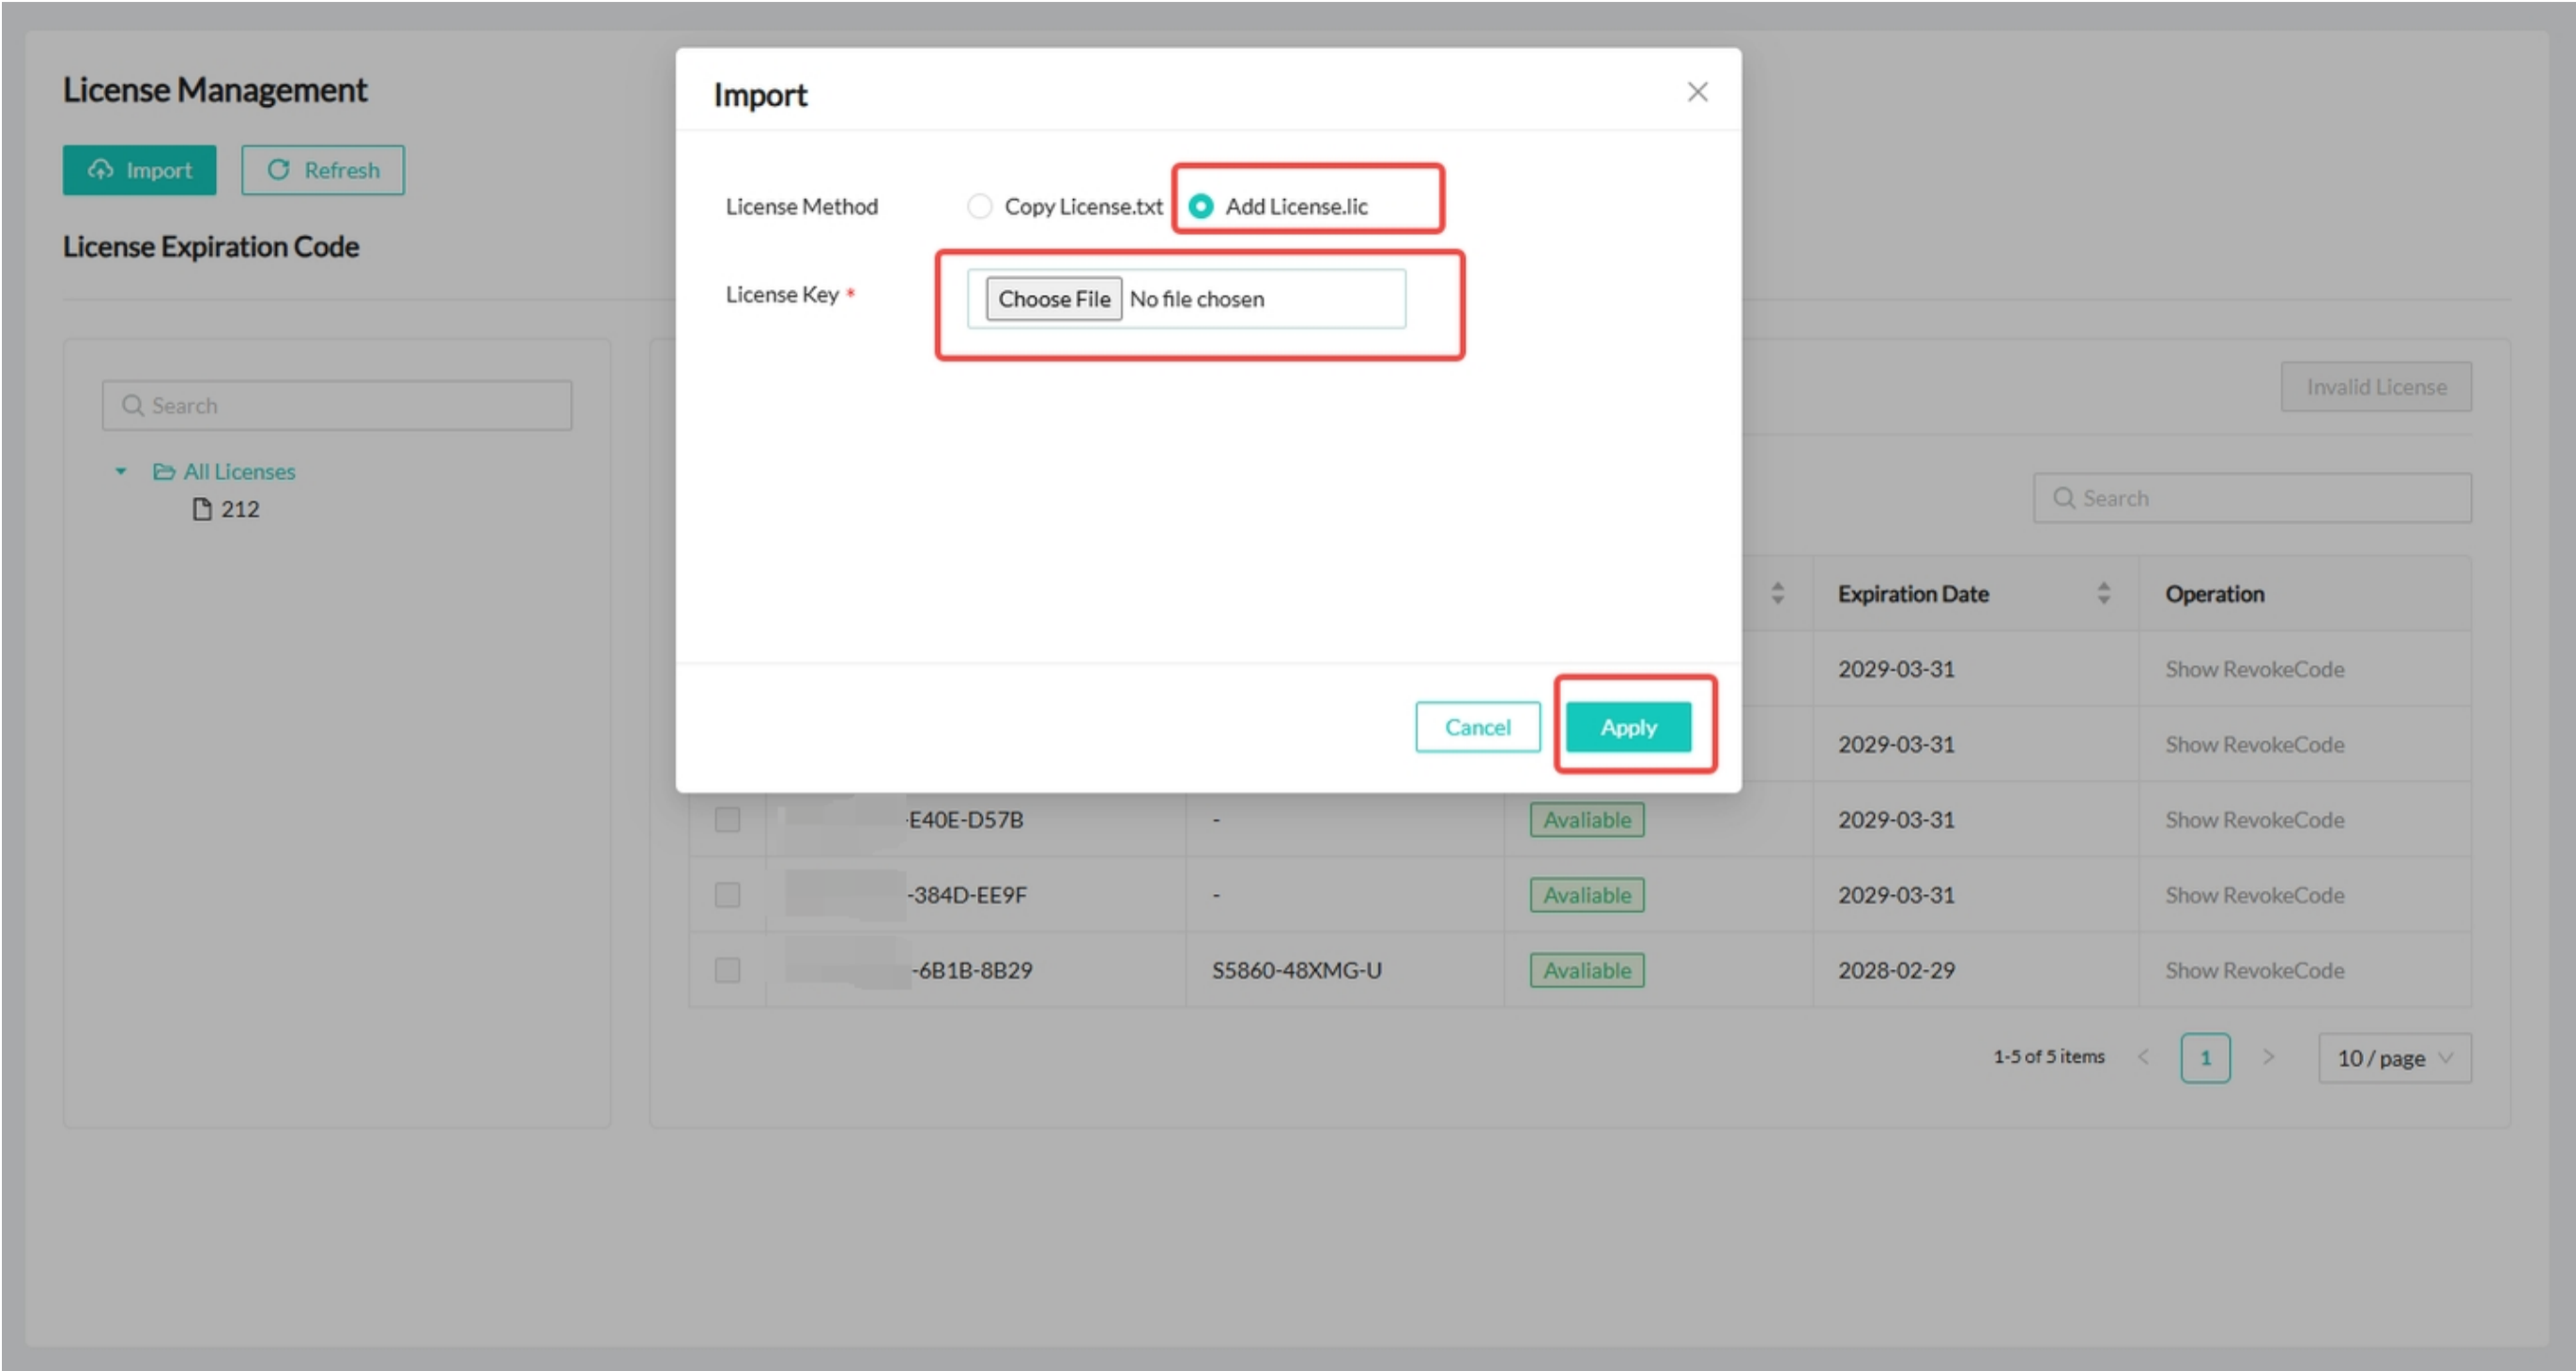 License Management
Import
Refresh
License Expiration Code
Search
All Licenses
212
Import
License Method
Copy License.txt
Add License.lic
License Key *
Choose File No file chosen
Cancel
Apply
Invalid License
Search
Expiration Date
Operation
2029-03-31
Show RevokeCode
2029-03-31
Show RevokeCode
-E40E-D57B
-
Avaliable
2029-03-31
Show RevokeCode
-384D-EE9F
-
Avaliable
2029-03-31
Show RevokeCode
-6B1B-8B29
S5860-48XMG-U
Avaliable
2028-02-29
Show RevokeCode
1-5 of 5 items
1
10 / page